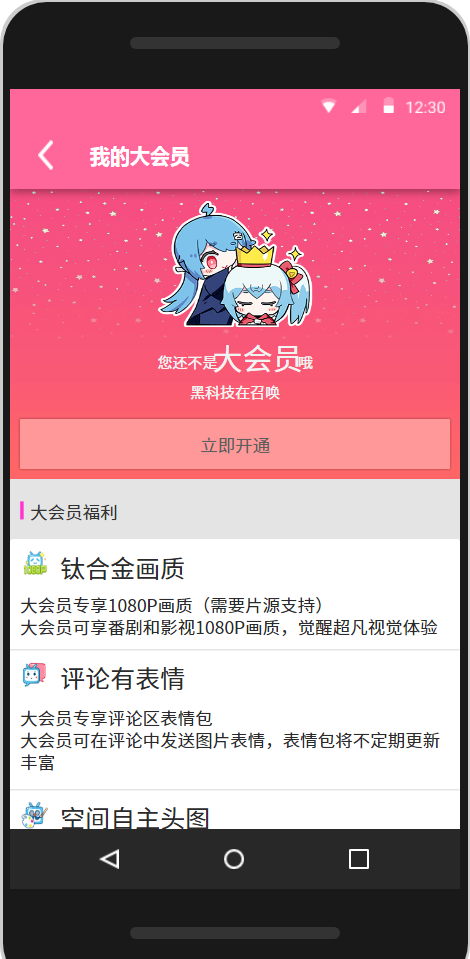 12:30
我的大会员
您还不是大会员哦
黑科技在召唤
立即开通
大会员福利
钛合金画质
大会员专享1080P画质（需要片源支持）
大会员可享番剧和影视1080P画质，觉醒超凡视觉体验
评论有表情
大会员专享评论区表情包
大会员可在评论中发送图片表情，表情包将不定期更新
丰富
空间自主头图